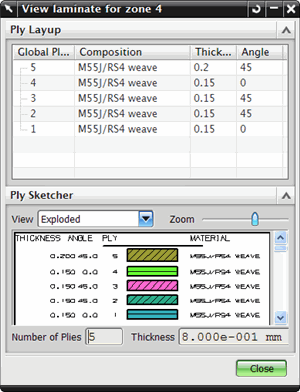 View laminate for zone 4
Ply Layup
Global Pl... Composition Thick... Angle
5 M55J/RS4 weave 0.2 45
4 M55J/RS4 weave 0.15 0
3 M55J/RS4 weave 0.15 45
2 M55J/RS4 weave 0.15 45
1 M55J/RS4 weave 0.15 0
Ply Sketcher
View Exploded Zoom
THICKNESS ANGLE PLY MATERIAL
0.200 45.0 5 M55J/RS4 WEAVE
0.150 0.0 4 M55J/RS4 WEAVE
0.150 45.0 3 M55J/RS4 WEAVE
0.150 45.0 2 M55J/RS4 WEAVE
0.150 0.0 1 M55J/RS4 WEAVE
Number of Plies 5 Thickness 8.000e-001 mm
Close